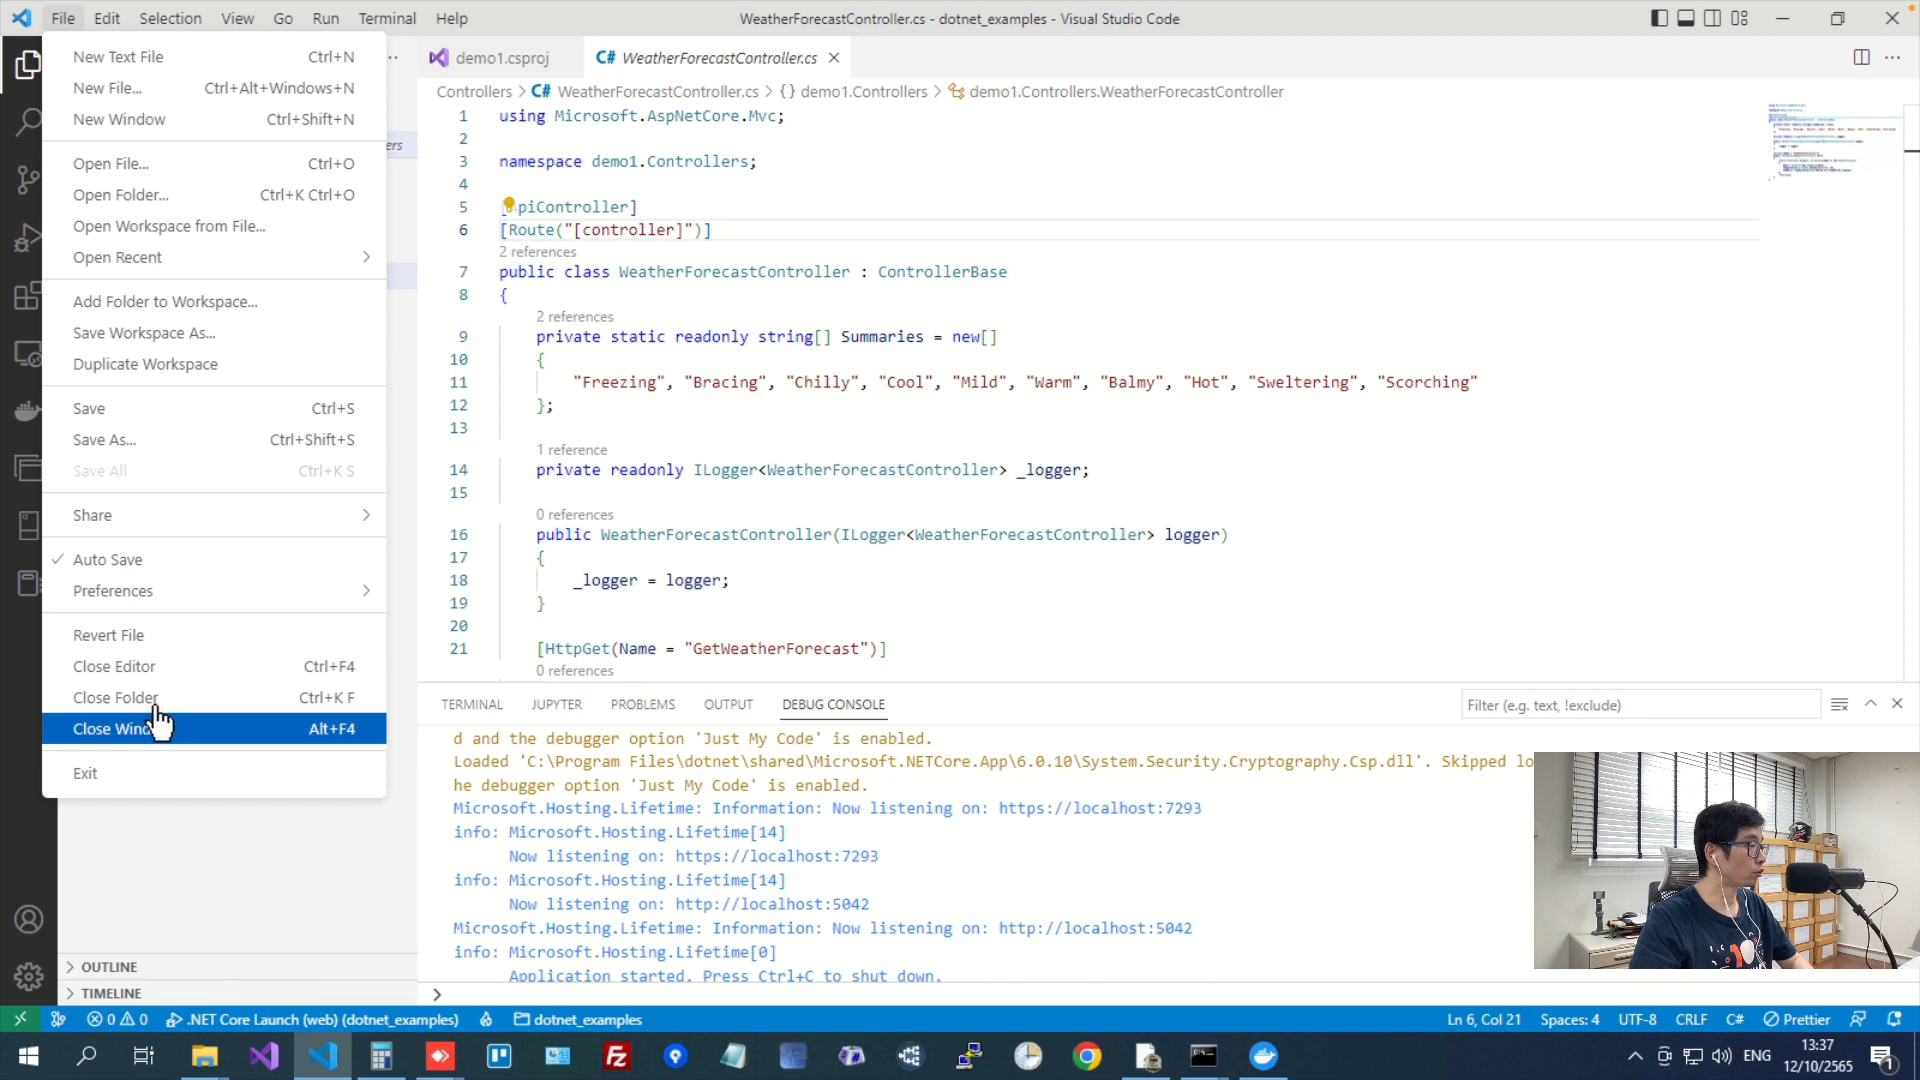 File Edit Selection View Go Run Terminal Help
WeatherForecastController.cs - dotnet_examples - Visual Studio Code
New Text File Ctrl+N
New File... Ctrl+Alt+Windows+N
New Window Ctrl+Shift+N
Open File... Ctrl+O
Open Folder... Ctrl+K Ctrl+O
Open Workspace from File...
Open Recent
Add Folder to Workspace...
Save Workspace As...
Duplicate Workspace
Save Ctrl+S
Save As... Ctrl+Shift+S
Save All Ctrl+K S
Share
Auto Save
Preferences
Revert File
Close Editor Ctrl+F4
Close Folder Ctrl+K F
Close Alt+F4
Exit
OUTLINE
TIMELINE
demo1.csproj
C# WeatherForecastController.cs
Controllers > C# WeatherForecastController.cs > {} demo1.Controllers > demo1.Controllers.WeatherForecastController
1 using Microsoft.AspNetCore.Mvc;
2
3 namespace demo1.Controllers;
4
5 [ApiController]
6 [Route("[controller]")]
2 references
7 public class WeatherForecastController : ControllerBase
8 {
2 references
9 private static readonly string[] Summaries = new[]
10 {
11 "Freezing", "Bracing", "Chilly", "Cool", "Mild", "Warm", "Balmy", "Hot", "Sweltering", "Scorching"
12 };
13
1 reference
14 private readonly ILogger<WeatherForecastController> _logger;
15
0 references
16 public WeatherForecastController(ILogger<WeatherForecastController> logger)
17 {
18 _logger = logger;
19 }
20
21 [HttpGet(Name = "GetWeatherForecast")]
0 references
TERMINAL JUPYTER PROBLEMS OUTPUT DEBUG CONSOLE
Filter (e.g. text, !exclude)
d and the debugger option 'Just My Code' is enabled.
Loaded 'C:\Program Files\dotnet\shared\Microsoft.NETCore.App\6.0.10\System.Security.Cryptography.Csp.dll'. Skipped lo
he debugger option 'Just My Code' is enabled.
Microsoft.Hosting.Lifetime: Information: Now listening on: https://localhost:7293
info: Microsoft.Hosting.Lifetime[14]
Now listening on: https://localhost:7293
info: Microsoft.Hosting.Lifetime[14]
Now listening on: http://localhost:5042
Microsoft.Hosting.Lifetime: Information: Now listening on: http://localhost:5042
info: Microsoft.Hosting.Lifetime[0]
Application started. Press Ctrl+C to shut down.
0 0 .NET Core Launch (web) (dotnet_examples) dotnet_examples
Ln 6, Col 21 Spaces: 4 UTF-8 CRLF C# Prettier
ENG
13:37
12/10/2565
1